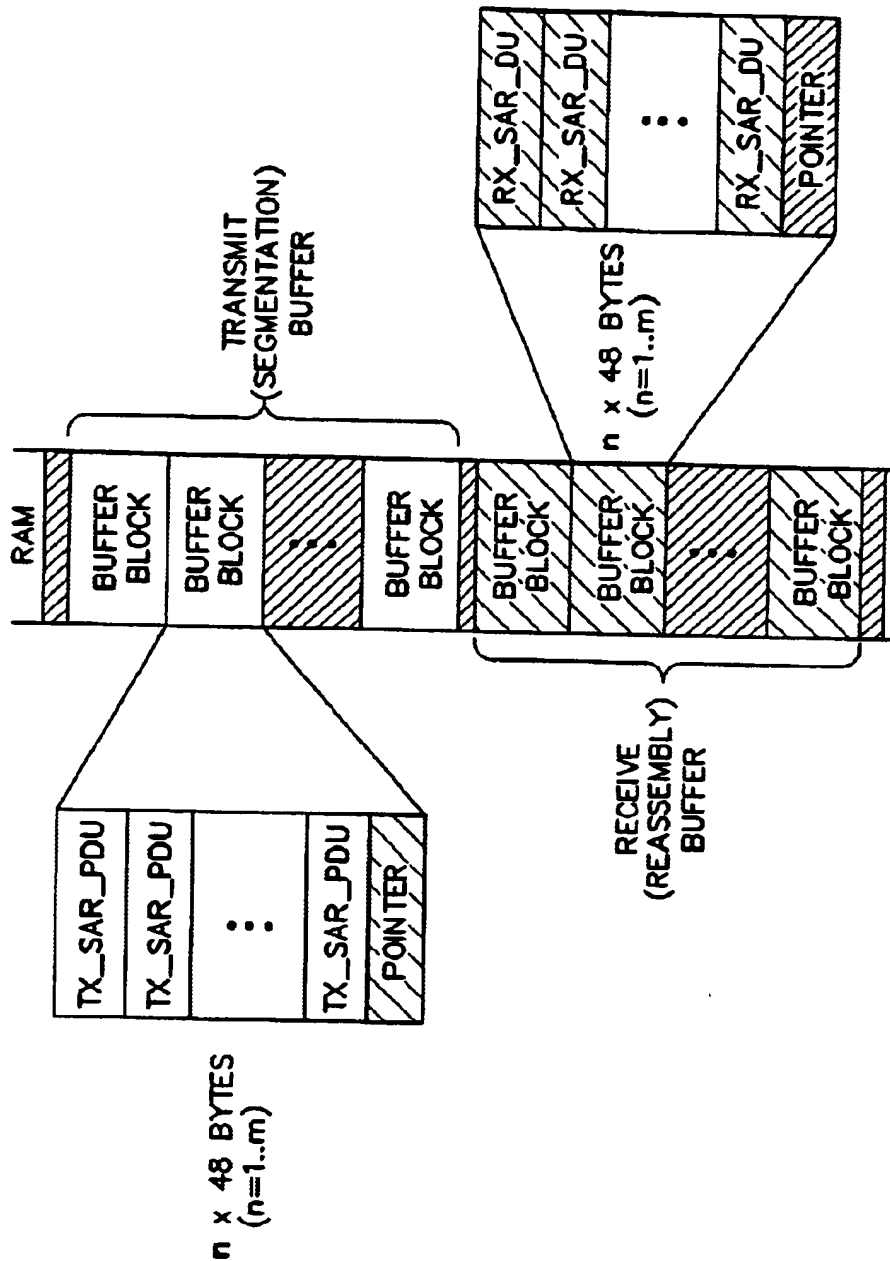 RAM
BUFFER
BLOCK
BUFFER
BLOCK
BUFFER
BLOCK
BUFFER
BLOCK
BUFFER
BLOCK
BUFFER
BLOCK
TRANSMIT
(SEGMENTATION)
BUFFER
RECEIVE
(REASSEMBLY)
BUFFER
TX_SAR_PDU
TX_SAR_PDU
TX_SAR_PDU
POINTER
n x 48 BYTES
(n=1..m)
RX_SAR_DU
RX_SAR_DU
RX_SAR_DU
POINTER
n x 48 BYTES
(n=1..m)